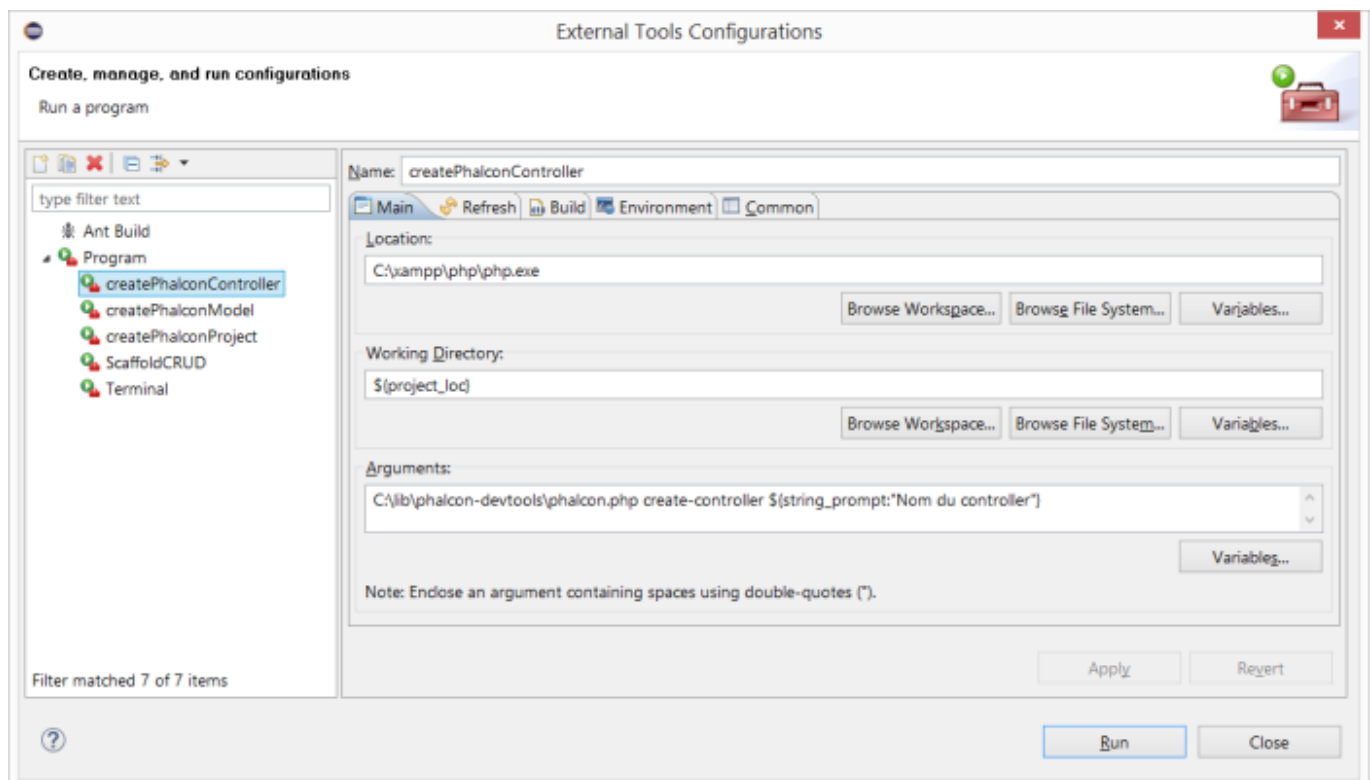 External Tools Configurations
Create, manage, and run configurations
Run a program
type filter text
Ant Build
Program
createPhalconController
createPhalconModel
createPhalconProject
ScaffoldCRUD
Terminal
Filter matched 7 of 7 items
Name: createPhalconController
Main Refresh Build Environment Common
Location:
C:\xampp\php\php.exe
Browse Workspace... Browse File System... Variables...
Working Directory:
${project_loc}
Browse Workspace... Browse File System... Variables...
Arguments:
C:\lib\phalcon-devtools\phalcon.php create-controller ${string_prompt:"Nom du controller"}
Variables...
Note: Enclose an argument containing spaces using double-quotes (").
Apply Revert
Run Close